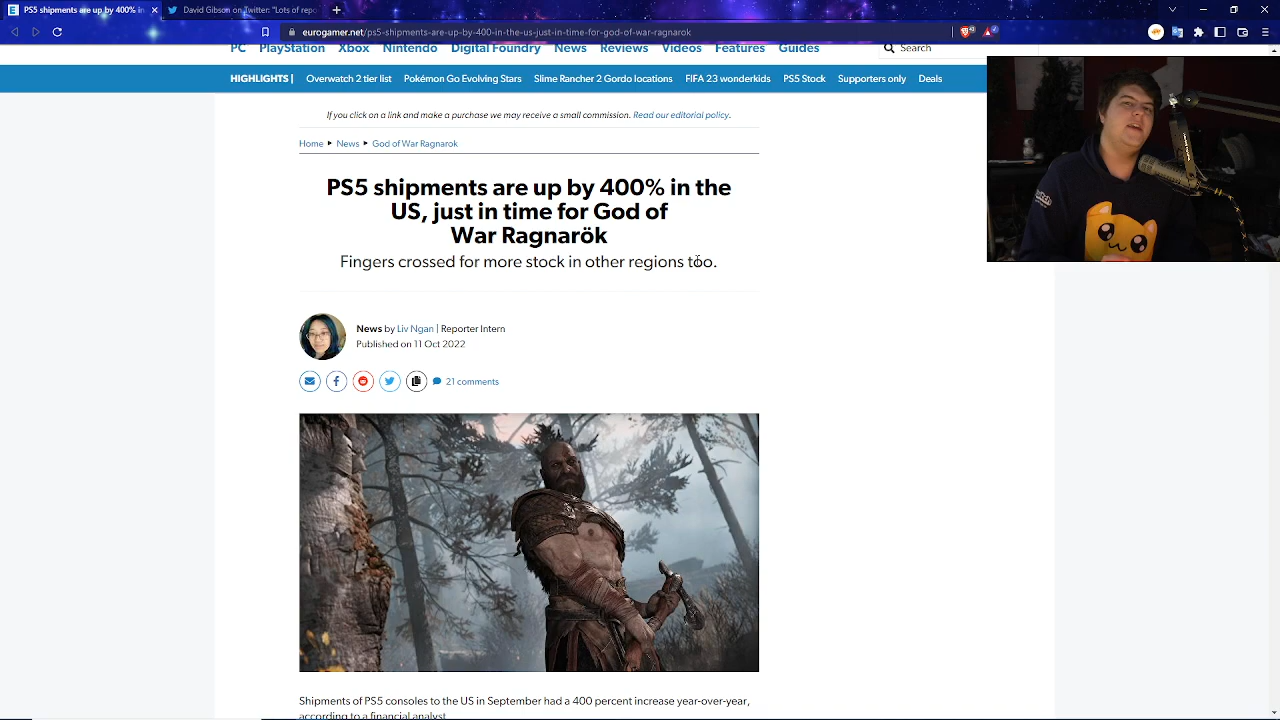 PS5 shipments are up by 400% in
David Gibson on Twitter: "Lots of repo
eurogamer.net/ps5-shipments-are-up-by-400-in-the-us-just-in-time-for-god-of-war-ragnarok
PC PlayStation Xbox Nintendo Digital Foundry News Reviews Videos Features Guides Search
HIGHLIGHTS | Overwatch 2 tier list Pokémon Go Evolving Stars Slime Rancher 2 Gordo locations FIFA 23 wonderkids PS5 Stock Supporters only Deals
If you click on a link and make a purchase we may receive a small commission. Read our editorial policy.
Home News God of War Ragnarok
PS5 shipments are up by 400% in the
US, just in time for God of
War Ragnarök
Fingers crossed for more stock in other regions too.
News by Liv Ngan | Reporter Intern
Published on 11 Oct 2022
21 comments
Shipments of PS5 consoles to the US in September had a 400 percent increase year-over-year,
according to a financial analyst